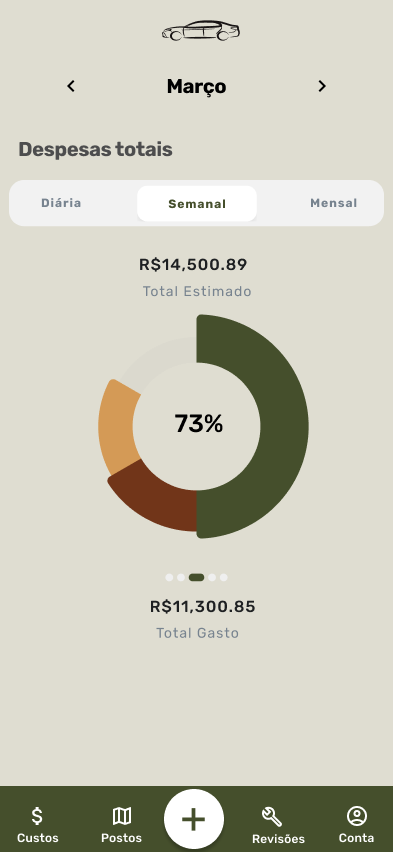 Março
Despesas totais
Diária Semanal Mensal
R$14,500.89
Total Estimado
73%
R$11,300.85
Total Gasto
Custos Postos Revisões Conta